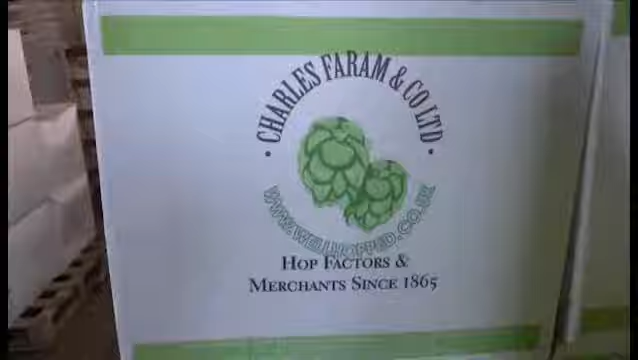 • CHARLES FARAM & CO LTD •
WWW.WELLHOPPED.CO.UK
HOP FACTORS &
MERCHANTS SINCE 1865